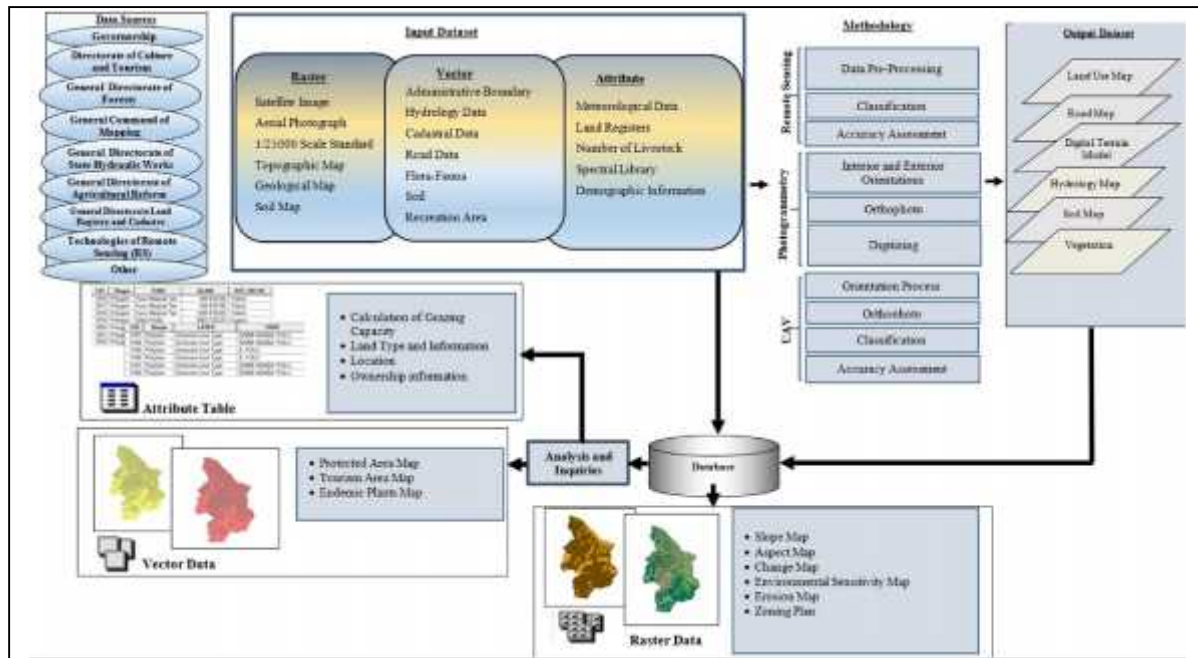 Data Sources
Governorship
Directorate of Culture
and Tourism
General Directorate of
Forestry
General Command of
Mapping
General Directorate of
State Hydraulic Works
General Directorate of
Agricultural Reform
General Directorate Land
Registry and Cadastre
Technologies of Remote
Sensing (RS)
Other
Input Dataset
Raster
Satellite Image
Aerial Photograph
1/25000 Scale Standard
Topographic Map
Geological Map
Soil Map
Vector
Administrative Boundary
Hydrology Data
Cadastral Data
Road Data
Flora-Fauna
Soil
Recreation Area
Attribute
Meteorological Data
Land Registers
Number of Livestock
Spectral Library
Demographic Information
Methodology
Remote Sensing
Data Pre-Processing
Classification
Accuracy Assessment
Photogrammetry
Interior and Exterior
Orientations
Orthophoto
UAV
Orientation Process
Orthophoto
Classification
Accuracy Assessment
Output Dataset
Land Use Map
Road Map
Digital Terrain
Model
Hydrology Map
Soil Map
Vegetation
• Calculation of Grazing
Capacity
• Land Type and Information
• Location
• Ownership information
Attribute Table
• Protected Area Map
• Tourism Area Map
• Endemic Plants Map
Vector Data
Analysis and
Inquiries
Database
• Slope Map
• Aspect Map
• Change Map
• Environmental Sensitivity Map
• Erosion Map
• Zoning Plan
Raster Data